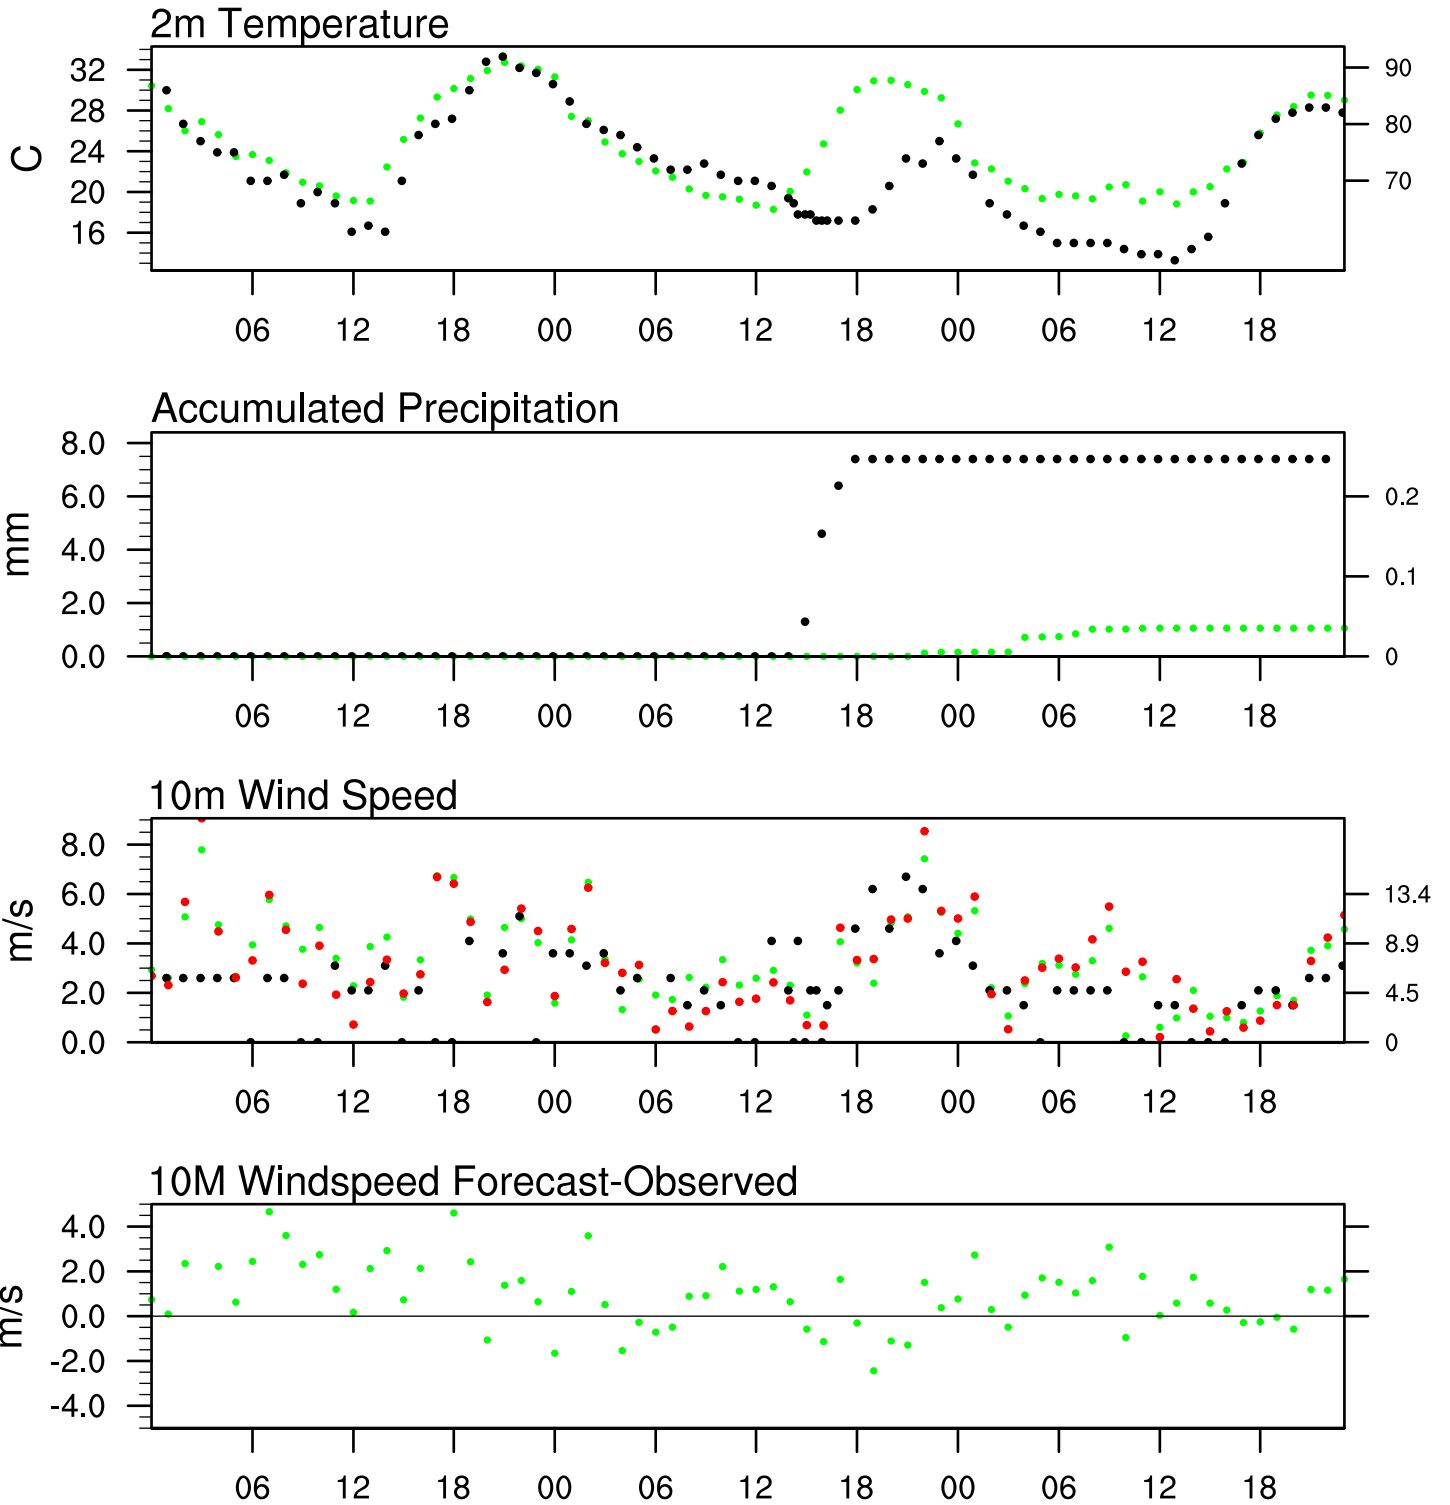 2m Temperature
32
28
24
20
16
C
90
80
70
06 12 18 00 06 12 18 00 06 12 18
Accumulated Precipitation
8.0
6.0
4.0
2.0
0.0
mm
0.2
0.1
0
06 12 18 00 06 12 18 00 06 12 18
10m Wind Speed
8.0
6.0
4.0
2.0
0.0
m/s
13.4
8.9
4.5
0
06 12 18 00 06 12 18 00 06 12 18
10M Windspeed Forecast-Observed
4.0
2.0
0.0
-2.0
-4.0
m/s
06 12 18 00 06 12 18 00 06 12 18